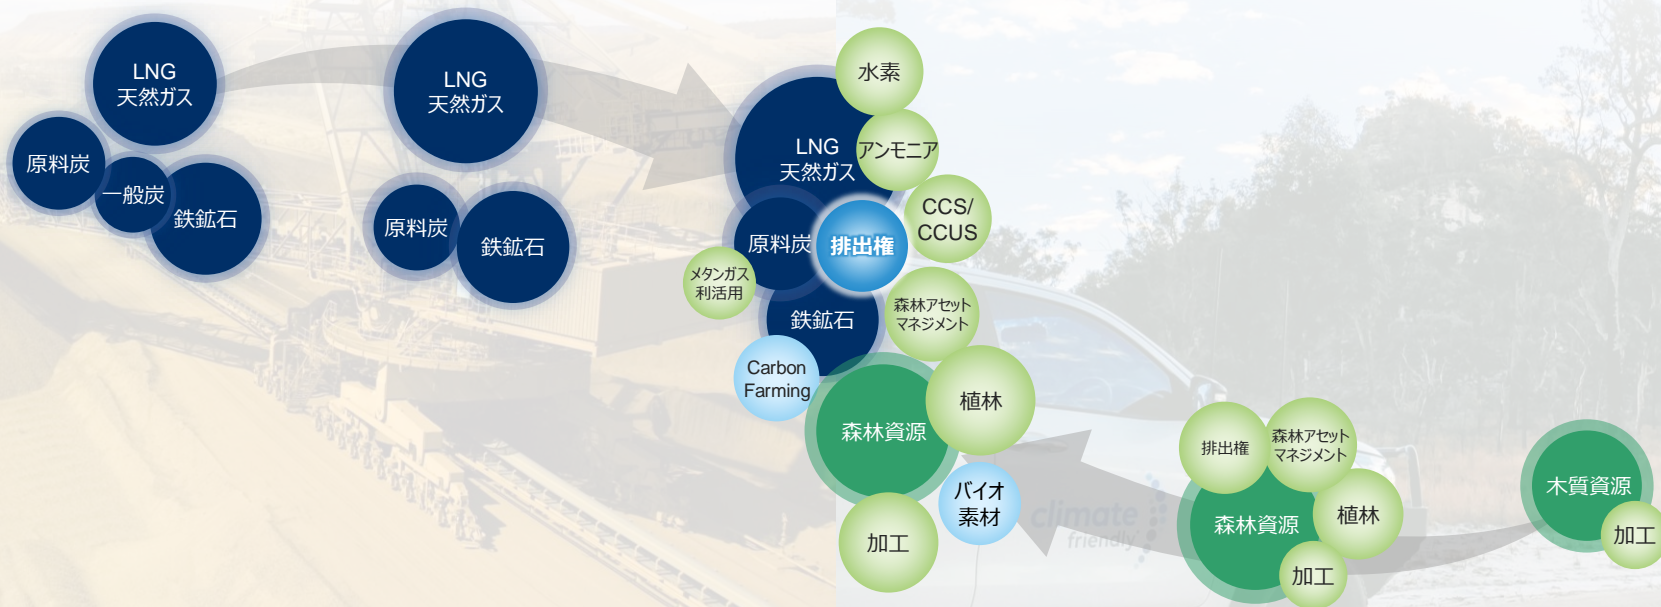 LNG
天然ガス
原料炭
一般炭
鉄鉱石
LNG
天然ガス
原料炭
鉄鉱石
水素
LNG
天然ガス
アンモニア
CCS/
CCUS
原料炭
排出権
メタンガス
利活用
森林アセット
マネジメント
鉄鉱石
Carbon
Farming
植林
森林資源
バイオ
素材
加工
climate
friendly
排出権
森林アセット
マネジメント
植林
森林資源
加工
木質資源
加工